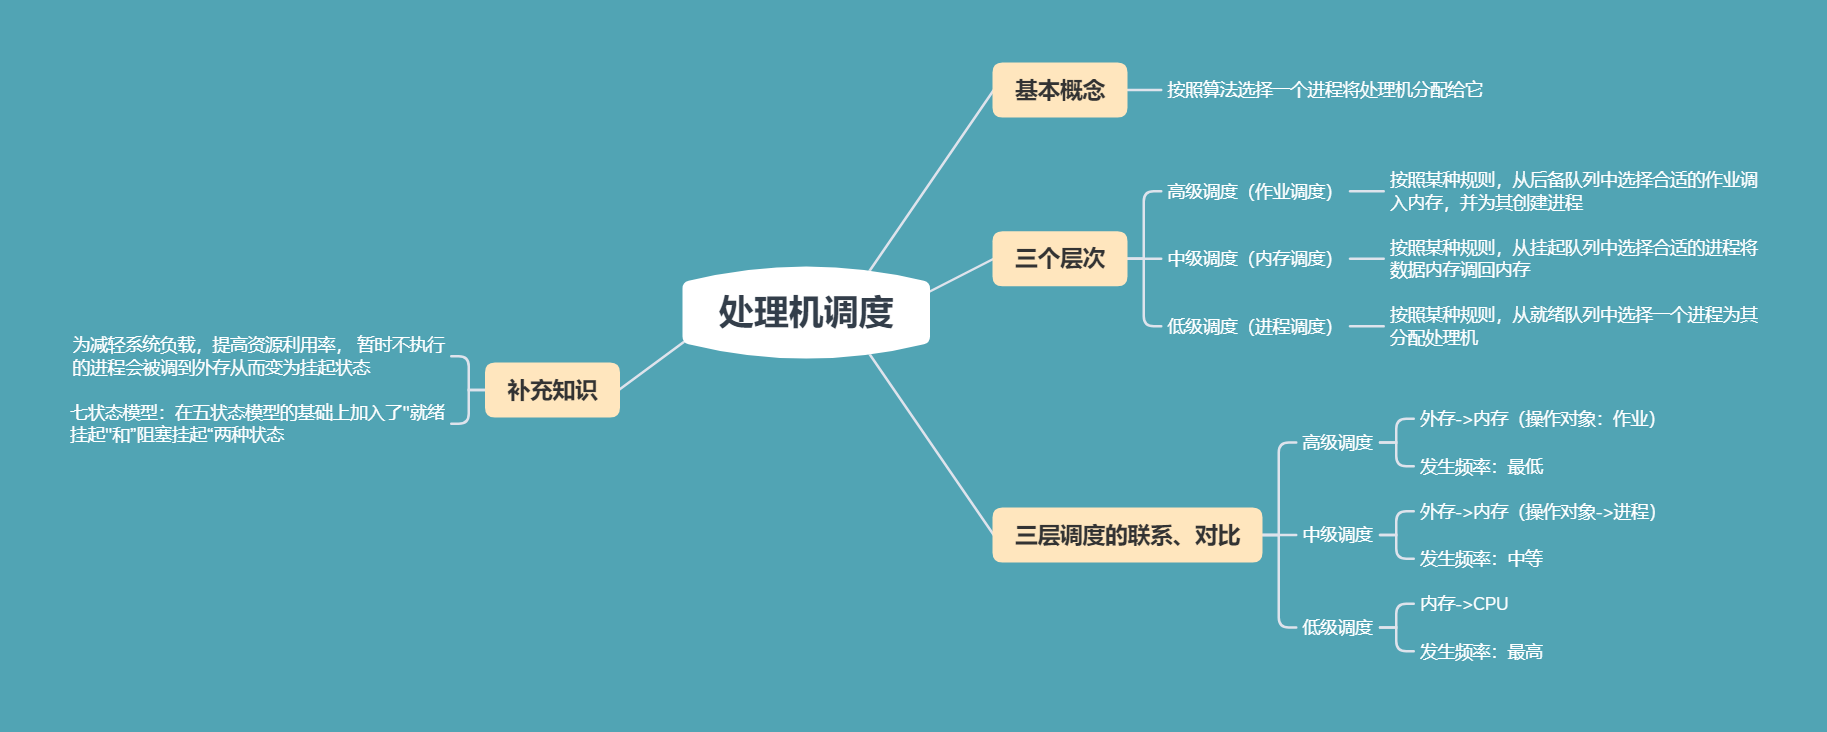 处理机调度
基本概念
按照算法选择一个进程将处理机分配给它
三个层次
高级调度（作业调度）
按照某种规则，从后备队列中选择合适的作业调
入内存，并为其创建进程
中级调度（内存调度）
按照某种规则，从挂起队列中选择合适的进程将
数据内存调回内存
低级调度（进程调度）
按照某种规则，从就绪队列中选择一个进程为其
分配处理机
三层调度的联系、对比
高级调度
外存->内存（操作对象：作业）
发生频率：最低
中级调度
外存->内存（操作对象->进程）
发生频率：中等
低级调度
内存->CPU
发生频率：最高
补充知识
为减轻系统负载，提高资源利用率， 暂时不执行
的进程会被调到外存从而变为挂起状态
七状态模型：在五状态模型的基础上加入了"就绪
挂起"和”阻塞挂起“两种状态